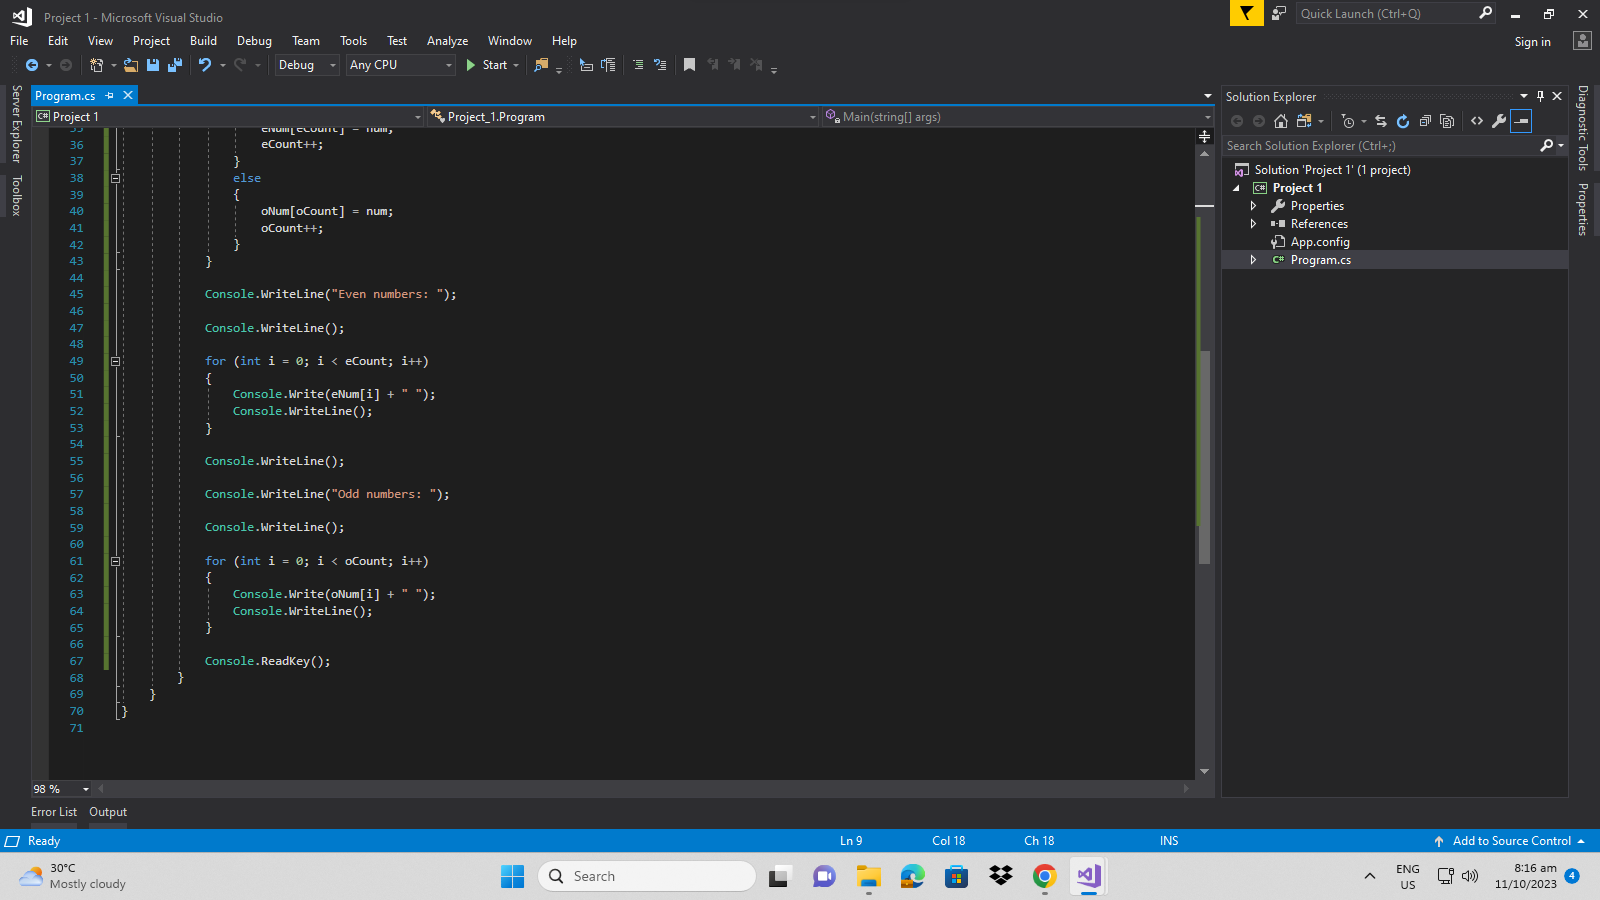 Project 1 - Microsoft Visual Studio
Quick Launch (Ctrl+Q)
File Edit View Project Build Debug Team Tools Test Analyze Window Help
Sign in
Debug Any CPU Start
Server Explorer
Toolbox
Program.cs
Project 1 Project_1.Program Main(string[] args)
35 eNum[eCount] = num;
36 eCount++;
37 }
38 else
39 {
40 oNum[oCount] = num;
41 oCount++;
42 }
43 }
44
45 Console.WriteLine("Even numbers: ");
46
47 Console.WriteLine();
48
49 for (int i = 0; i < eCount; i++)
50 {
51 Console.Write(eNum[i] + " ");
52 Console.WriteLine();
53 }
54
55 Console.WriteLine();
56
57 Console.WriteLine("Odd numbers: ");
58
59 Console.WriteLine();
60
61 for (int i = 0; i < oCount; i++)
62 {
63 Console.Write(oNum[i] + " ");
64 Console.WriteLine();
65 }
66
67 Console.ReadKey();
68 }
69 }
70 }
71
98 %
Solution Explorer
Search Solution Explorer (Ctrl+;)
Solution 'Project 1' (1 project)
C# Project 1
Properties
References
App.config
C# Program.cs
Diagnostic Tools
Properties
Error List Output
Ready Ln 9 Col 18 Ch 18 INS Add to Source Control
30°C
Mostly cloudy
Search
ENG
US
8:16 am
11/10/2023
4